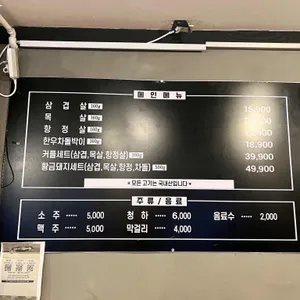 메인메뉴
삼겹살 160g 15,900
목살 160g
항정살 160g
한우차돌박이 18,900
커플세트(삼겹,목살,항정살) 39,900
황금돼지세트(삼겹,목살,항정,차돌) 49,900
모든 고기는 국내산입니다
주류/음료
소주 ····· 5,000 청하 ····· 6,000 음료수 ····· 2,000
맥주 ····· 5,000 막걸리 ···· 4,000